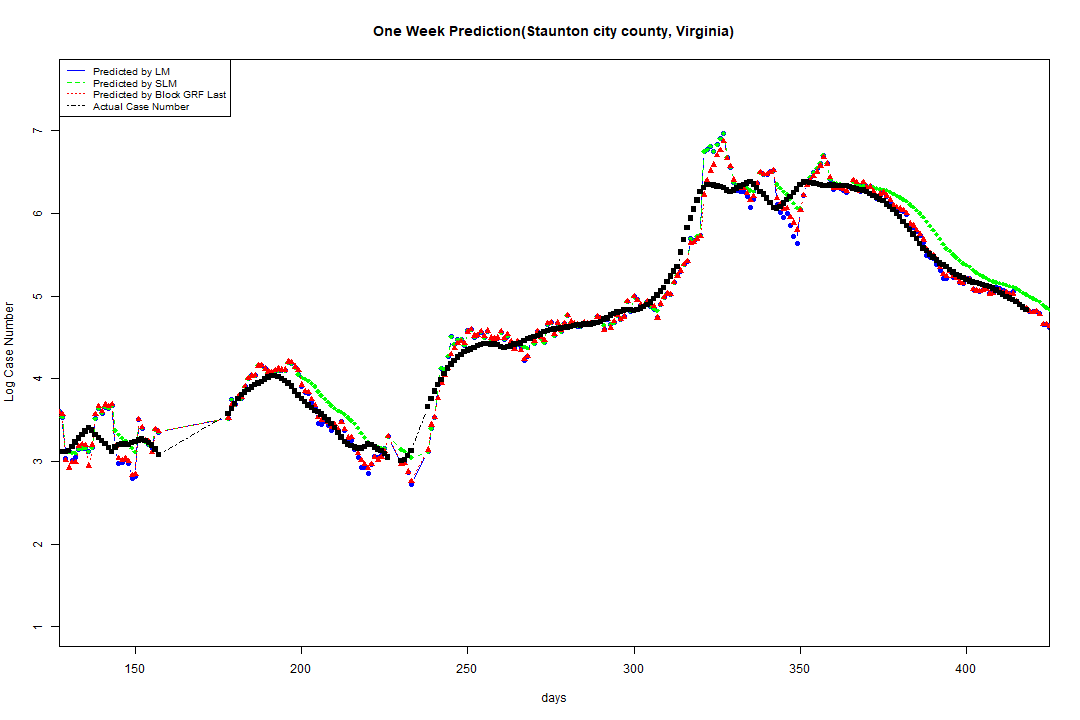 One Week Prediction(Staunton city county, Virginia)
Predicted by LM
Predicted by SLM
Predicted by Block GRF Last
Actual Case Number
7
6
5
4
3
2
1
Log Case Number
150 200 250 300 350 400
days